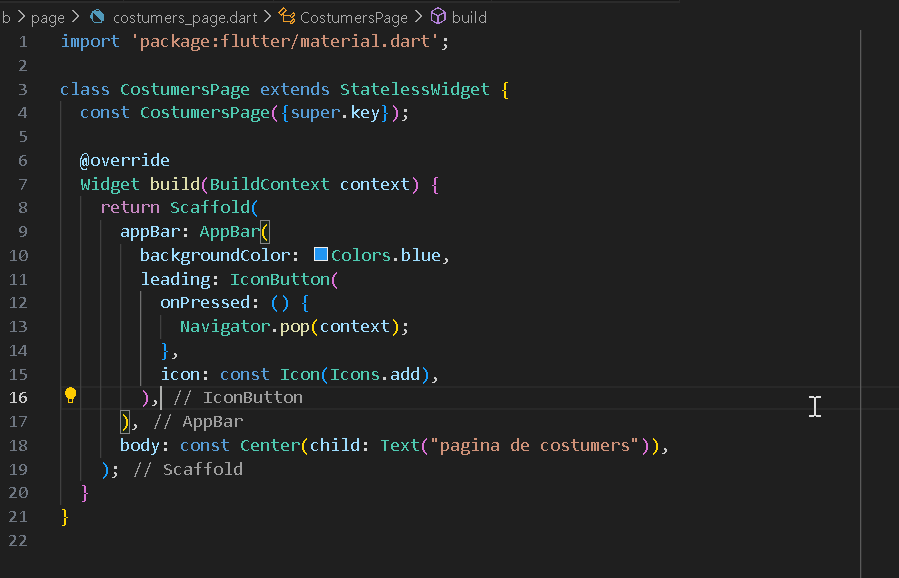 b > page > costumers_page.dart > CostumersPage > build
1 import 'package:flutter/material.dart';
2
3 class CostumersPage extends StatelessWidget {
4 const CostumersPage({super.key});
5
6 @override
7 Widget build(BuildContext context) {
8 return Scaffold(
9 appBar: AppBar(
10 backgroundColor: Colors.blue,
11 leading: IconButton(
12 onPressed: () {
13 Navigator.pop(context);
14 },
15 icon: const Icon(Icons.add),
16 ), // IconButton
17 ), // AppBar
18 body: const Center(child: Text("pagina de costumers")),
19 ); // Scaffold
20 }
21 }
22